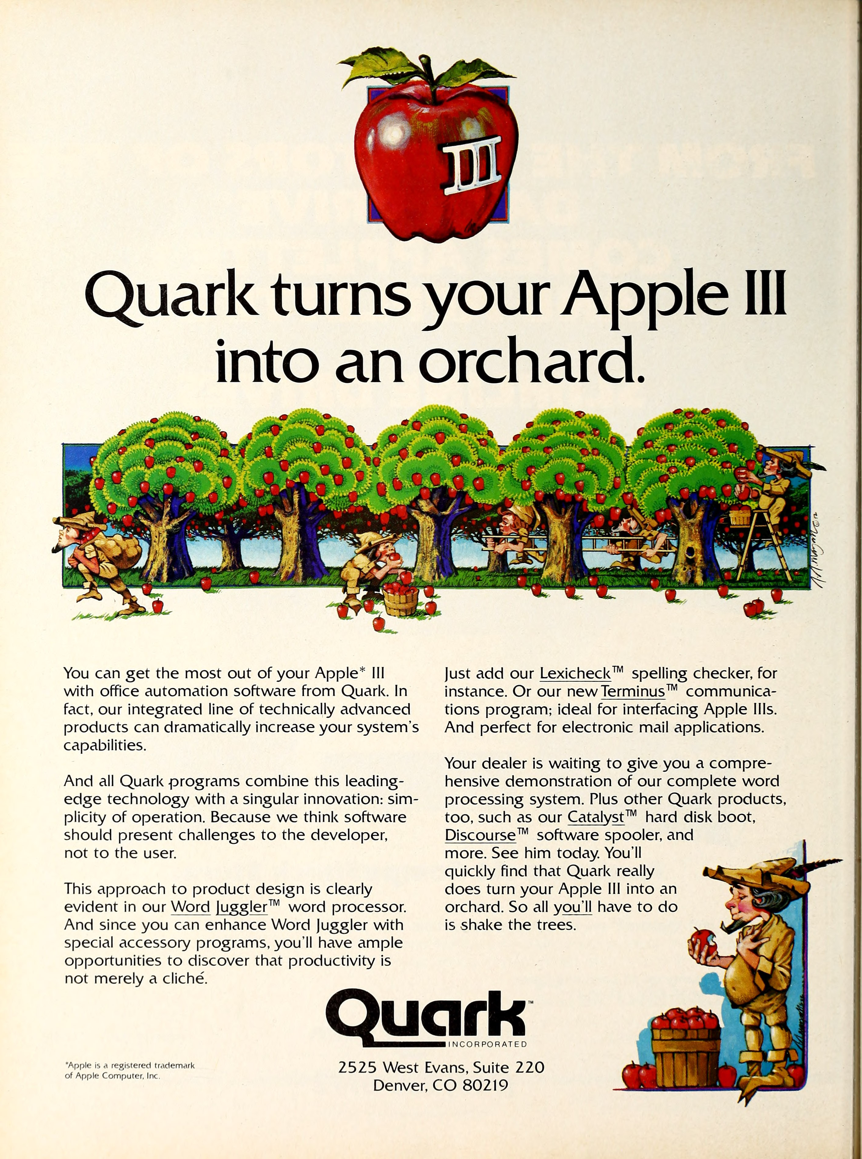 III
Quark turns your Apple III
into an orchard.
You can get the most out of your Apple* III
with office automation software from Quark. In
fact, our integrated line of technically advanced
products can dramatically increase your system's
capabilities.
And all Quark programs combine this leading-
edge technology with a singular innovation: sim-
plicity of operation. Because we think software
should present challenges to the developer,
not to the user.
This approach to product design is clearly
evident in our Word Juggler™ word processor.
And since you can enhance Word Juggler with
special accessory programs, you'll have ample
opportunities to discover that productivity is
not merely a cliché.
Just add our Lexicheck™ spelling checker, for
instance. Or our new Terminus™ communica-
tions program; ideal for interfacing Apple IIIs.
And perfect for electronic mail applications.
Your dealer is waiting to give you a compre-
hensive demonstration of our complete word
processing system. Plus other Quark products,
too, such as our Catalyst™ hard disk boot,
Discourse™ software spooler, and
more. See him today. You'll
quickly find that Quark really
does turn your Apple III into an
orchard. So all you'll have to do
is shake the trees.
Quark™
INCORPORATED
2525 West Evans, Suite 220
Denver, CO 80219
*Apple is a registered trademark
of Apple Computer, Inc.